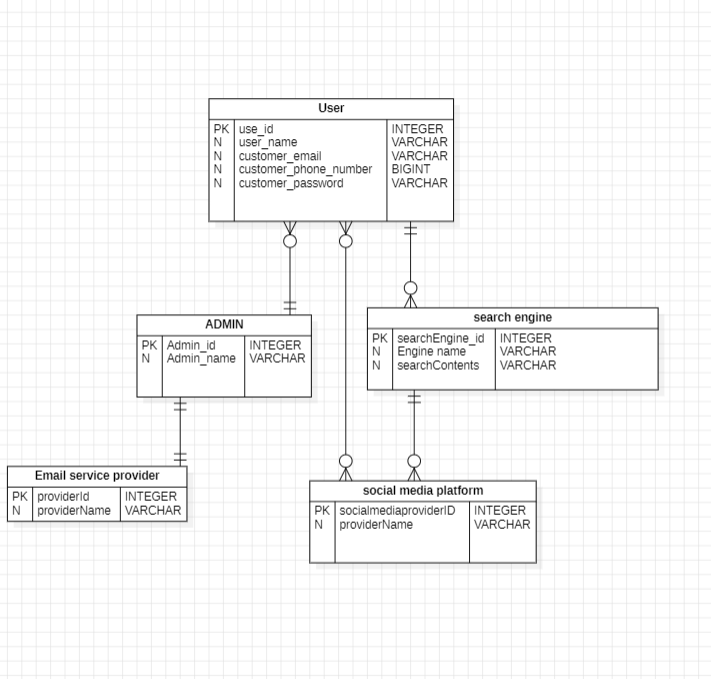 User
PK use_id INTEGER
N user_name VARCHAR
N customer_email VARCHAR
N customer_phone_number BIGINT
N customer_password VARCHAR
ADMIN
PK Admin_id INTEGER
N Admin_name VARCHAR
search engine
PK searchEngine_id INTEGER
N Engine name VARCHAR
N searchContents VARCHAR
Email service provider
PK providerId INTEGER
N providerName VARCHAR
social media platform
PK socialmediaproviderID INTEGER
N providerName VARCHAR